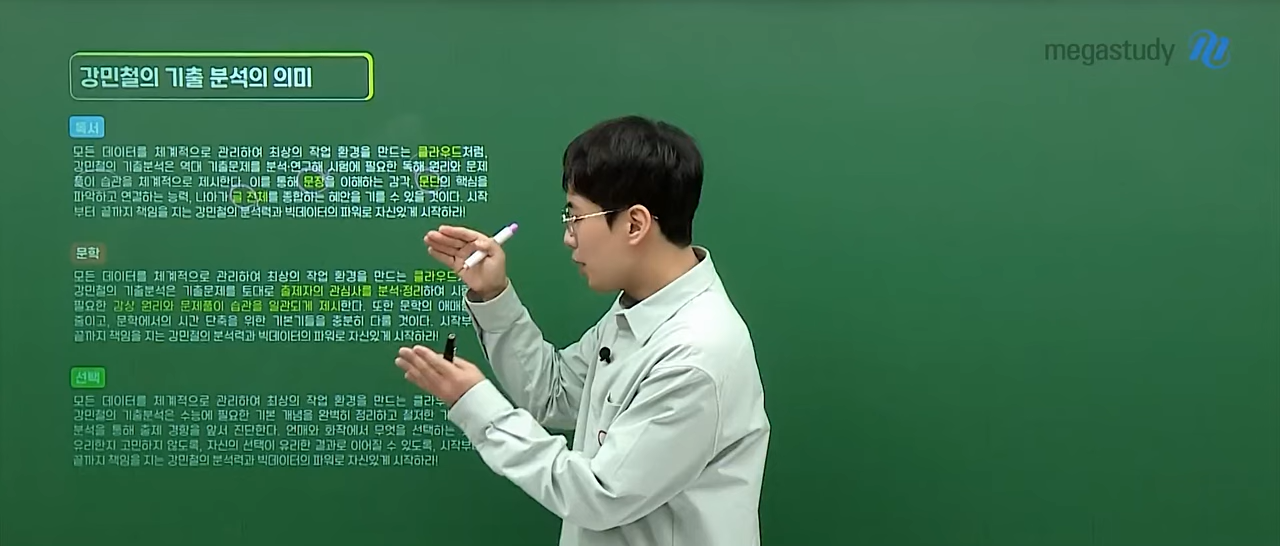 megastudy
강민철의 기출 분석의 의미
독서
모든 데이터를 체계적으로 관리하여 최상의 작업 환경을 만드는 클라우드처럼,
강민철의 기출분석은 역대 기출문제를 분석·연구해 시험에 필요한 독해 원리와 문제
풀이 습관을 체계적으로 제시한다. 이를 통해 문장을 이해하는 감각, 문단의 핵심을
파악하고 연결하는 능력, 나아가 글 전체를 종합하는 혜안을 기를 수 있을 것이다. 시작
부터 끝까지 책임을 지는 강민철의 분석력과 빅데이터의 파워로 자신있게 시작하라!
문학
모든 데이터를 체계적으로 관리하여 최상의 작업 환경을 만드는 클라우드
강민철의 기출분석은 기출문제를 토대로 출제자의 관심사를 분석·정리하여
필요한 감상 원리와 문제풀이 습관을 일관되게 제시한다. 또한 문학의
줄이고, 문학에서의 시간 단축을 위한 기본기들을 충분히 다룰 것이다. 시작부
끝까지 책임을 지는 강민철의 분석력과 빅데이터의 파워로 자신있게 시작하라!
선택
모든 데이터를 체계적으로 관리하여 최상의 작업 환경을 만드는
강민철의 기출분석은 수능에 필요한 기본 개념을 완벽히 정리하고 철저한
분석을 통해 출제 경향을 앞서 진단한다. 언매와 화작에서 무엇을 선택하는
유리한지 고민하지 않도록, 자신의 선택이 유리한 결과로 이어질 수 있도록, 시작부
끝까지 책임을 지는 강민철의 분석력과 빅데이터의 파워로 자신있게 시작하라!